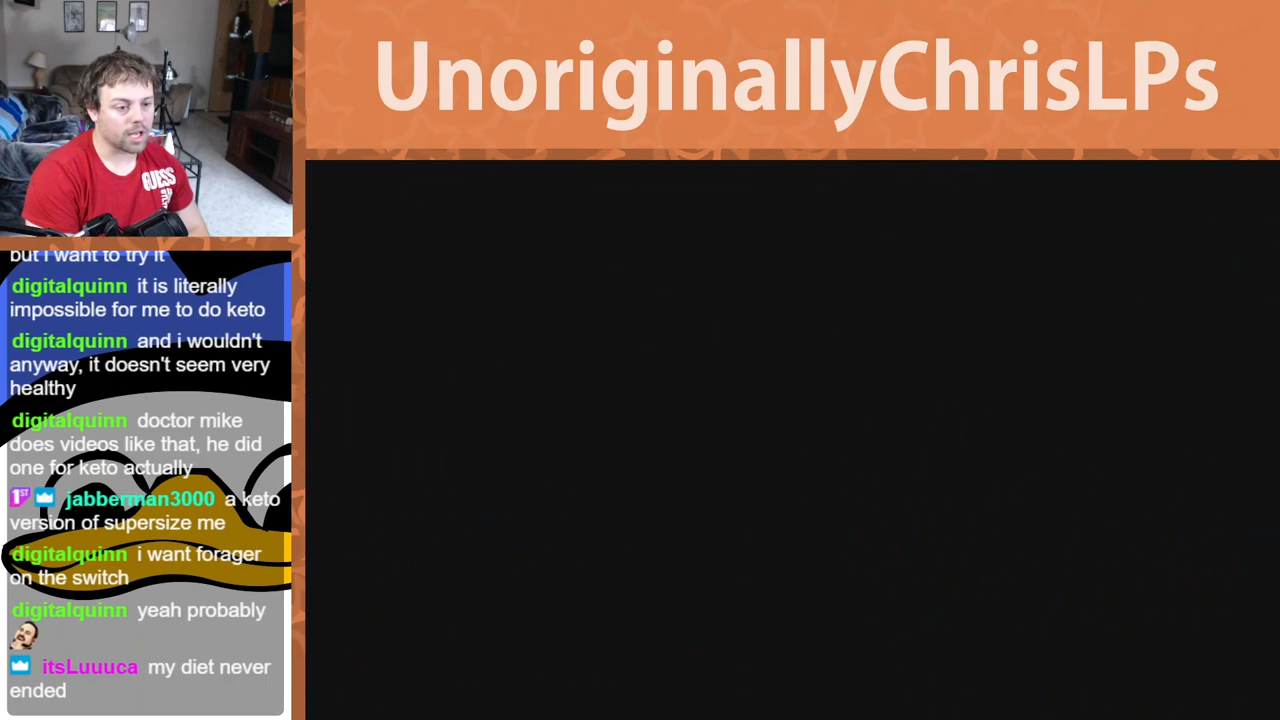 UnoriginallyChrisLPs
GUESS
but i want to try it
digitalquinn it is literally
impossible for me to do keto
digitalquinn and i wouldn't
anyway, it doesn't seem very
healthy
digitalquinn doctor mike
does videos like that, he did
one for keto actually
1ST jabberman3000 a keto
version of supersize me
digitalquinn i want forager
on the switch
digitalquinn yeah probably
itsLuuuca my diet never
ended